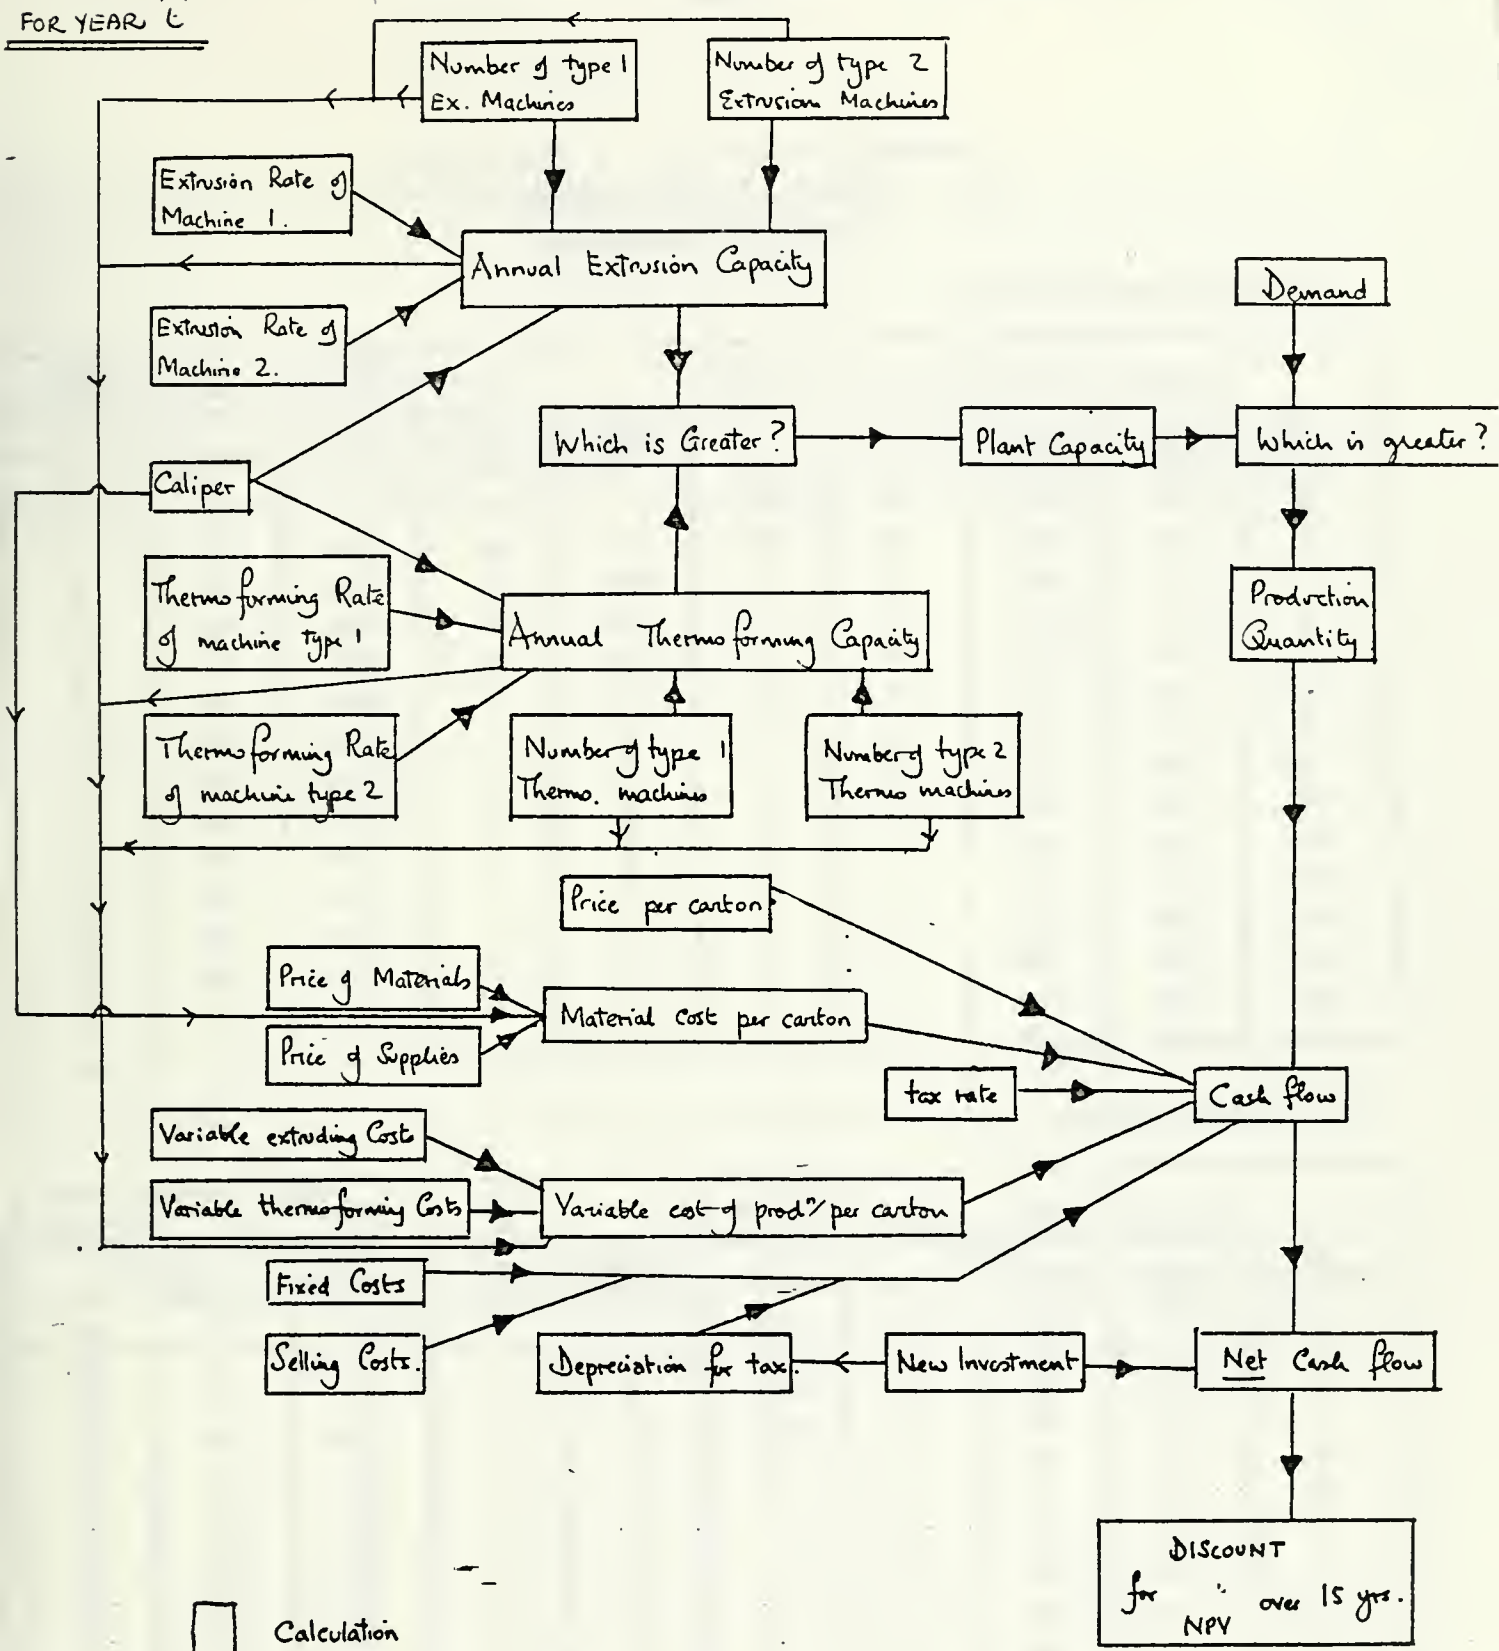 FOR YEAR t
Number of type 1
Ex. Machines
Number of type 2
Extrusion Machines
Extrusion Rate of
Machine 1.
Annual Extrusion Capacity
Demand
Extrusion Rate of
Machine 2.
Which is Greater?
Plant Capacity
Which is greater?
Caliper
Thermoforming Rate
of machine type 1
Annual Thermoforming Capacity
Production
Quantity
Thermoforming Rate
of machine type 2
Number of type 1
Thermo. machines
Number of type 2
Thermo machines
Price per carton
Price of Materials
Material Cost per carton
Price of Supplies
tax rate
Cash flow
Variable extruding Costs
Variable thermoforming Costs
Variable cost of prodn/per carton
Fixed Costs
Selling Costs.
Depreciation for tax.
New Investment
Net Cash flow
DISCOUNT
for NPV over 15 yrs.
Calculation